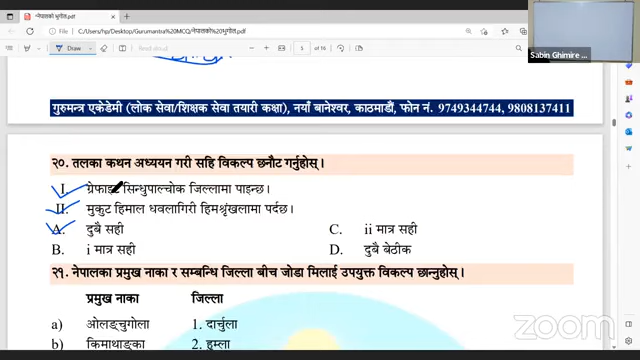 नेपालको भुगोल.pdf
C:/Users/hp/Desktop/Gurumantra%20MCQ/नेपालको%20भुगोल.pdf
Draw
5 of 16
Sabin Ghimire ...
गुरुमन्त्र एकेडेमी (लोक सेवा/शिक्षक सेवा तयारी कक्षा), नयाँ बानेश्वर, काठमाडौं, फोन नं. 9749344744, 9808137411
२०. तलका कथन अध्ययन गरी सहि विकल्प छनौट गर्नुहोस् ।
I. ग्रेफाइट सिन्धुपाल्चोक जिल्लामा पाइन्छ ।
II. मुकुट हिमाल धवलागिरी हिमश्रृंखलामा पर्दछ ।
A. दुबै सही C. ii मात्र सही
B. i मात्र सही D. दुबै बेठीक
२१. नेपालका प्रमुख नाका र सम्बन्धि जिल्ला बीच जोडा मिलाई उपयुक्त विकल्प छान्नुहोस् ।
प्रमुख नाका जिल्ला
a) ओलङ्चुगोला 1. दार्चुला
b) किमाथाङ्का 2. हुम्ला
zoom